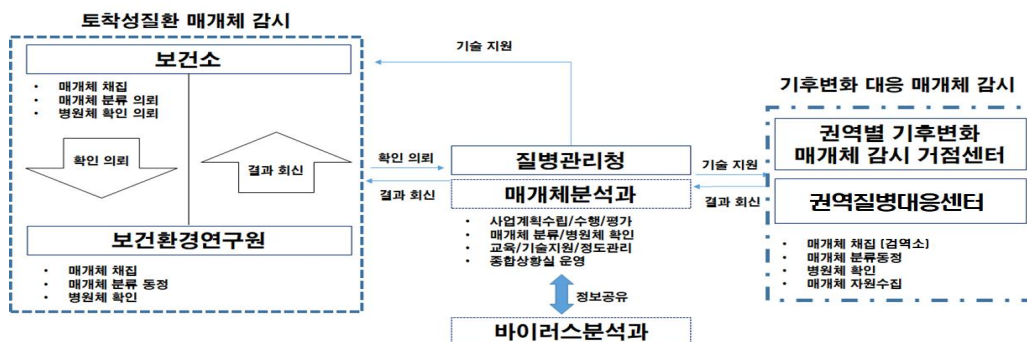 토착성질환 매개체 감시
보건소
• 매개체 채집
• 매개체 분류 의뢰
• 병원체 확인 의뢰
확인 의뢰
결과 회신
보건환경연구원
• 매개체 채집
• 매개체 분류 동정
• 병원체 확인
기술 지원
확인 의뢰
결과 회신
질병관리청
매개체분석과
• 사업계획수립/수행/평가
• 매개체 분류/병원체 확인
• 교육/기술지원/정도관리
• 종합상황실 운영
정보공유
바이러스분석과
기술 지원
결과 회신
기후변화 대응 매개체 감시
권역별 기후변화
매개체 감시 거점센터
권역질병대응센터
• 매개체 채집 (검역소)
• 매개체 분류동정
• 병원체 확인
• 매개체 자원수집